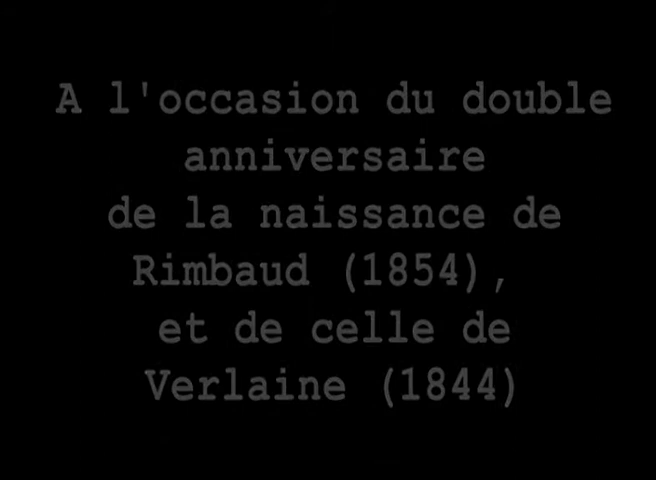 A l'occasion du double
anniversaire
de la naissance de
Rimbaud (1854),
et de celle de
Verlaine (1844)